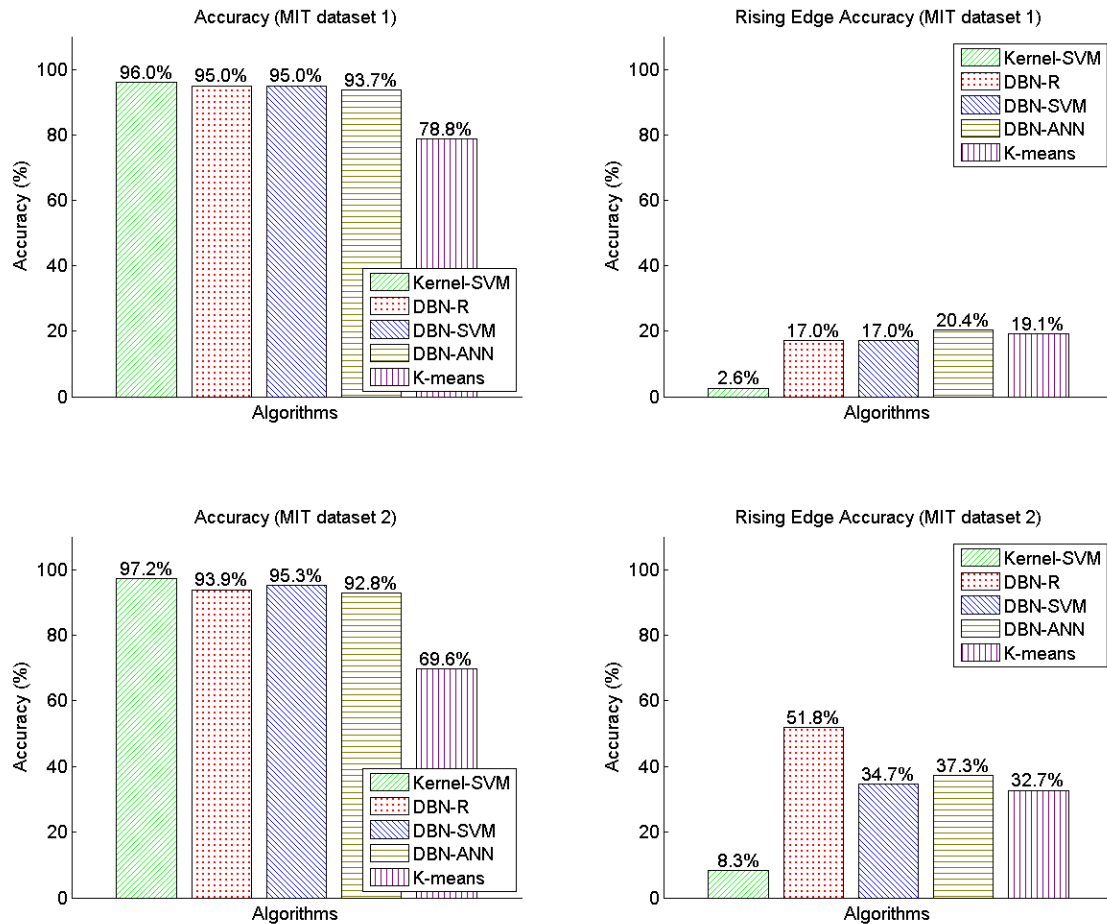 Accuracy (MIT dataset 1)
100
80
60
40
20
0
Accuracy (%)
96.0%
95.0%
95.0%
93.7%
78.8%
Kernel-SVM
DBN-R
DBN-SVM
DBN-ANN
K-means
Algorithms
Rising Edge Accuracy (MIT dataset 1)
100
80
60
40
20
0
Accuracy (%)
2.6%
17.0%
17.0%
20.4%
19.1%
Kernel-SVM
DBN-R
DBN-SVM
DBN-ANN
K-means
Algorithms
Accuracy (MIT dataset 2)
100
80
60
40
20
0
Accuracy (%)
97.2%
93.9%
95.3%
92.8%
69.6%
Kernel-SVM
DBN-R
DBN-SVM
DBN-ANN
K-means
Algorithms
Rising Edge Accuracy (MIT dataset 2)
100
80
60
40
20
0
Accuracy (%)
8.3%
51.8%
34.7%
37.3%
32.7%
Kernel-SVM
DBN-R
DBN-SVM
DBN-ANN
K-means
Algorithms